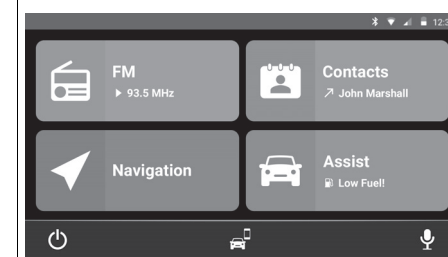 FM
93.5 MHz
Contacts
John Marshall
Navigation
Assist
Low Fuel!